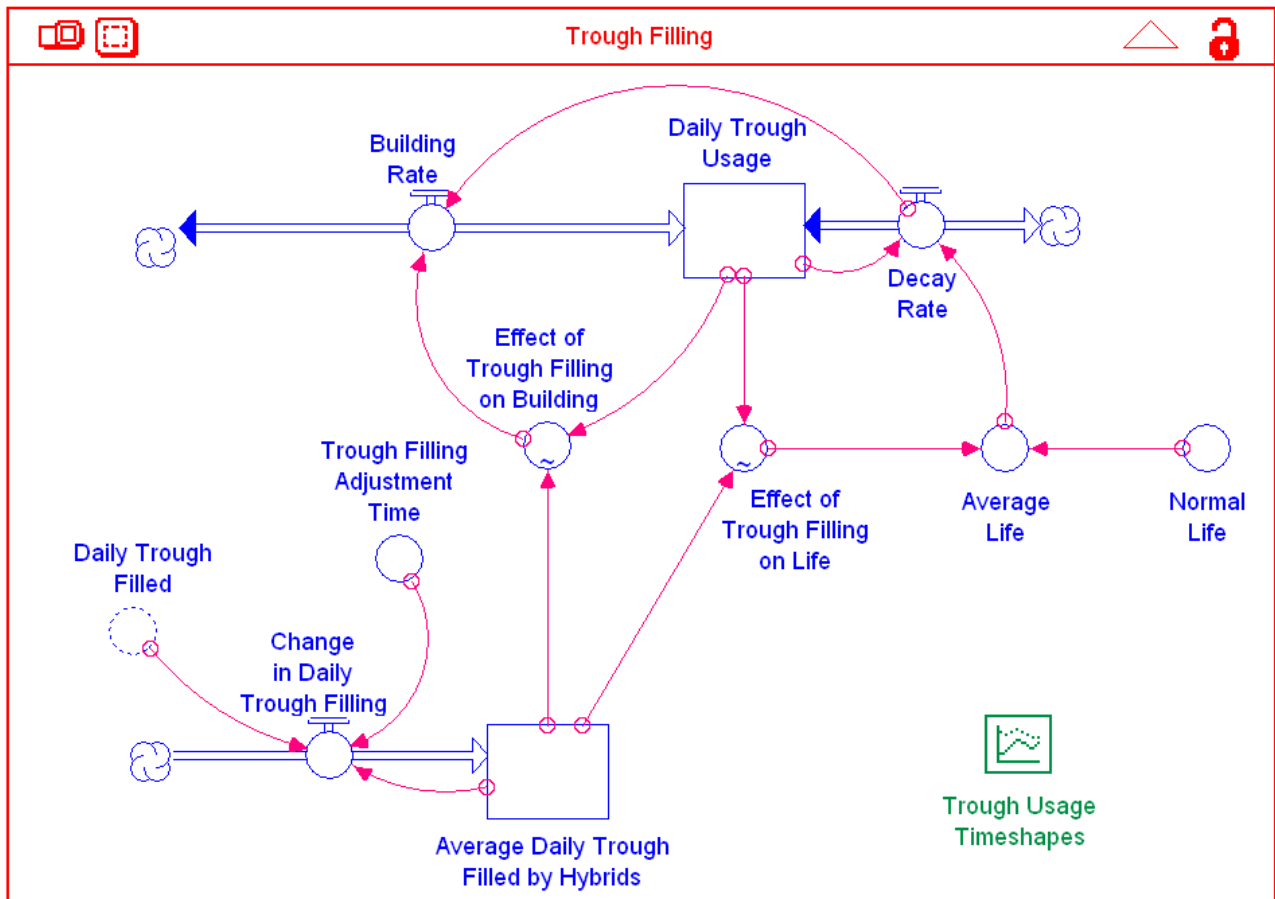 Trough Filling
Daily Trough
Usage
Building
Rate
Decay
Rate
Effect of
Trough Filling
on Building
Trough Filling
Adjustment
Time
Effect of
Trough Filling
on Life
Average
Life
Normal
Life
Daily Trough
Filled
Change
in Daily
Trough Filling
~
~
Average Daily Trough
Filled by Hybrids
Trough Usage
Timeshapes